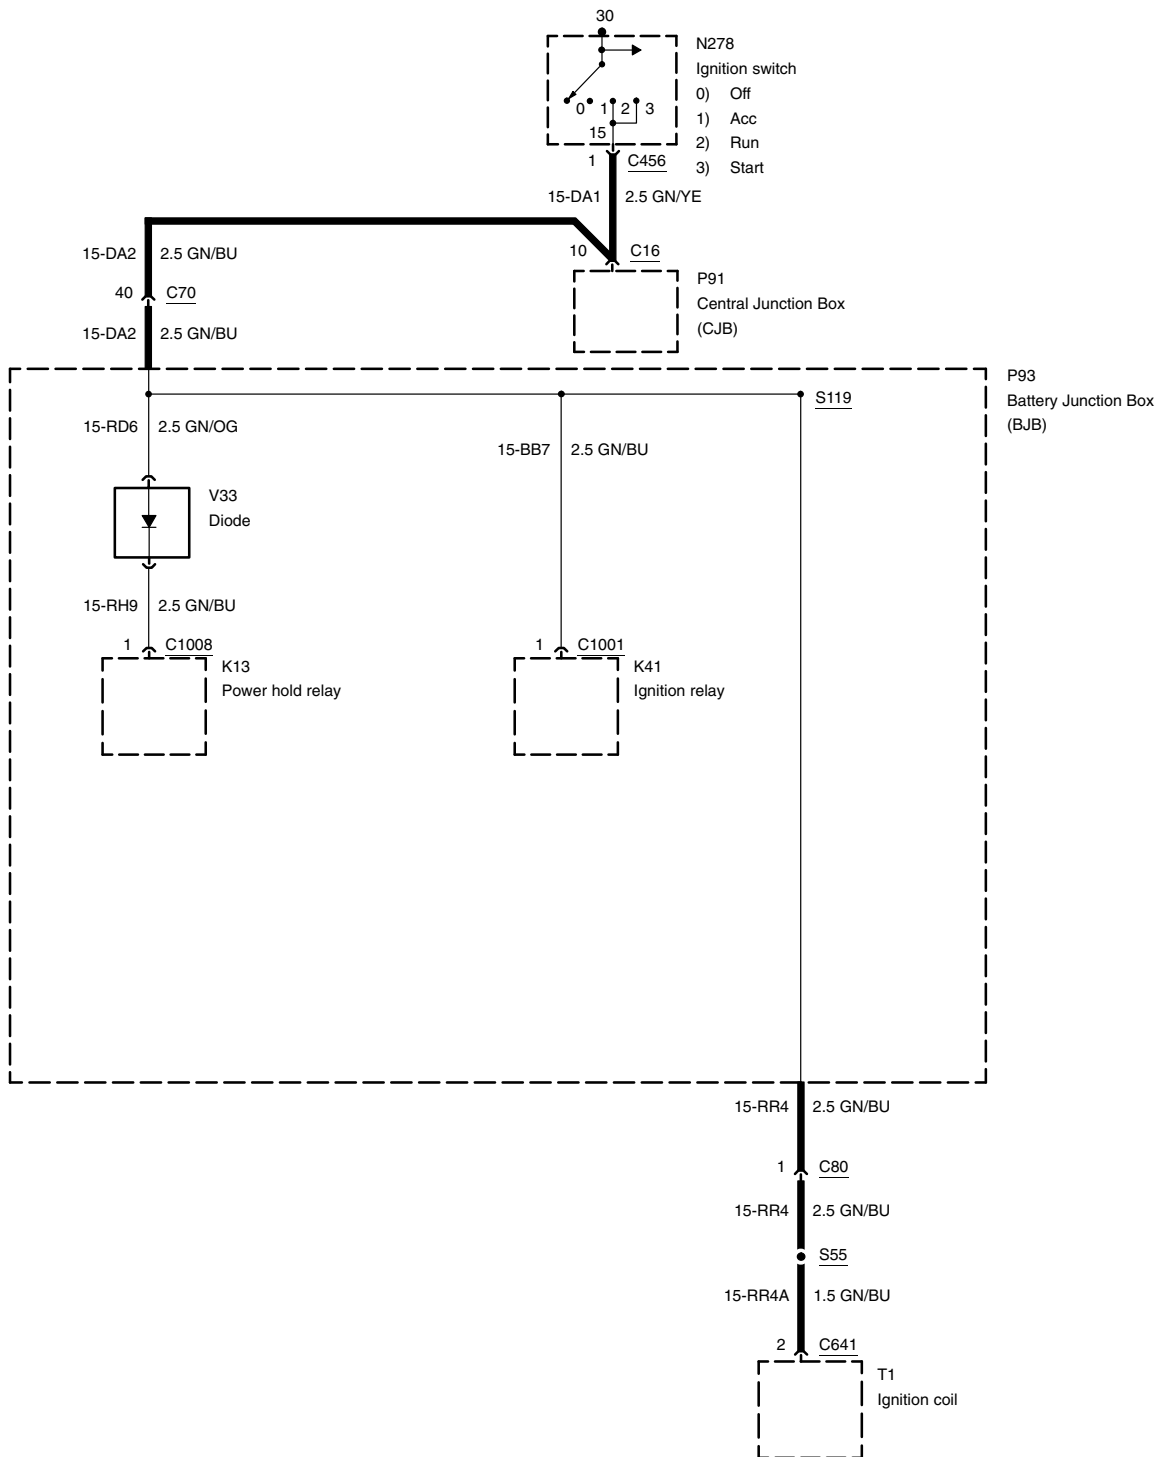 30
N278
Ignition switch
0) Off
1) Acc
2) Run
3) Start
0 1 2 3
15
1 C456
15-DA1 2.5 GN/YE
10 C16
P91
Central Junction Box
(CJB)
15-DA2 2.5 GN/BU
40 C70
15-DA2 2.5 GN/BU
P93
Battery Junction Box
(BJB)
S119
15-RD6 2.5 GN/OG
15-BB7 2.5 GN/BU
V33
Diode
15-RH9 2.5 GN/BU
1 C1008
K13
Power hold relay
1 C1001
K41
Ignition relay
15-RR4 2.5 GN/BU
1 C80
15-RR4 2.5 GN/BU
S55
15-RR4A 1.5 GN/BU
2 C641
T1
Ignition coil